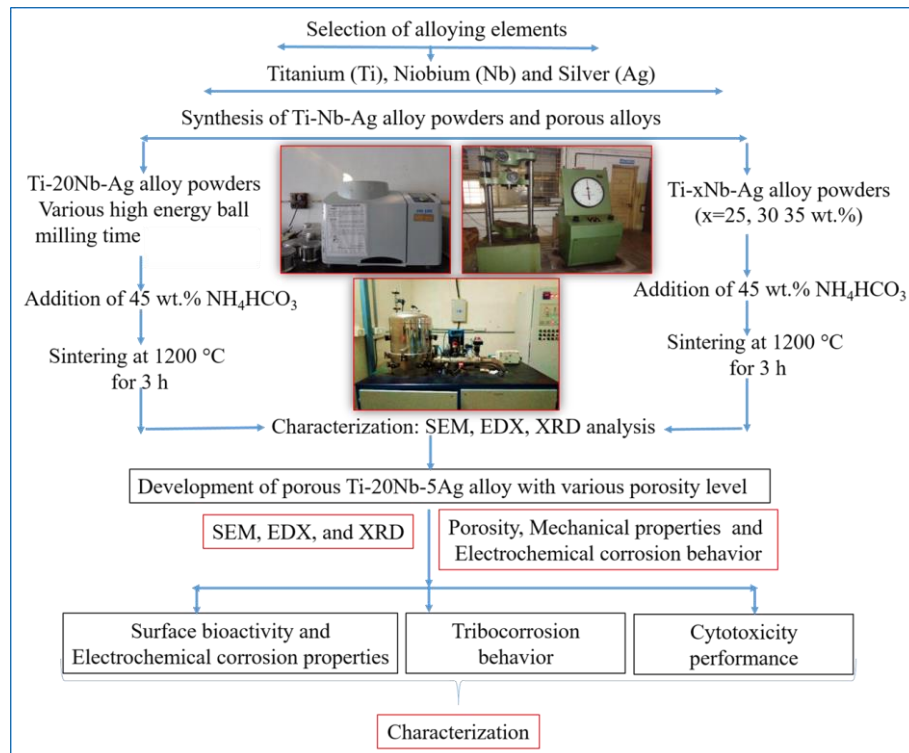 Selection of alloying elements
Titanium (Ti), Niobium (Nb) and Silver (Ag)
Synthesis of Ti-Nb-Ag alloy powders and porous alloys
Ti-20Nb-Ag alloy powders
Various high energy ball
milling time
Ti-xNb-Ag alloy powders
(x=25, 30 35 wt.%)
Addition of 45 wt.% NH₄HCO₃
Addition of 45 wt.% NH₄HCO₃
Sintering at 1200 °C
for 3 h
Sintering at 1200 °C
for 3 h
Characterization: SEM, EDX, XRD analysis
Development of porous Ti-20Nb-5Ag alloy with various porosity level
SEM, EDX, and XRD
Porosity, Mechanical properties and
Electrochemical corrosion behavior
Surface bioactivity and
Electrochemical corrosion properties
Tribocorrosion
behavior
Cytotoxicity
performance
Characterization